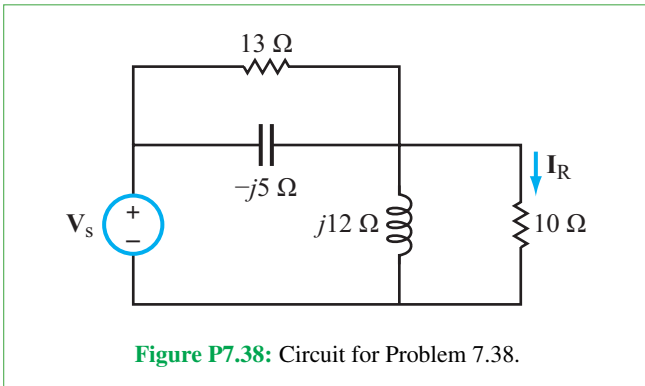 13 Ω
−j5 Ω
I_R
V_s
+
−
j12 Ω
10 Ω
Figure P7.38: Circuit for Problem 7.38.